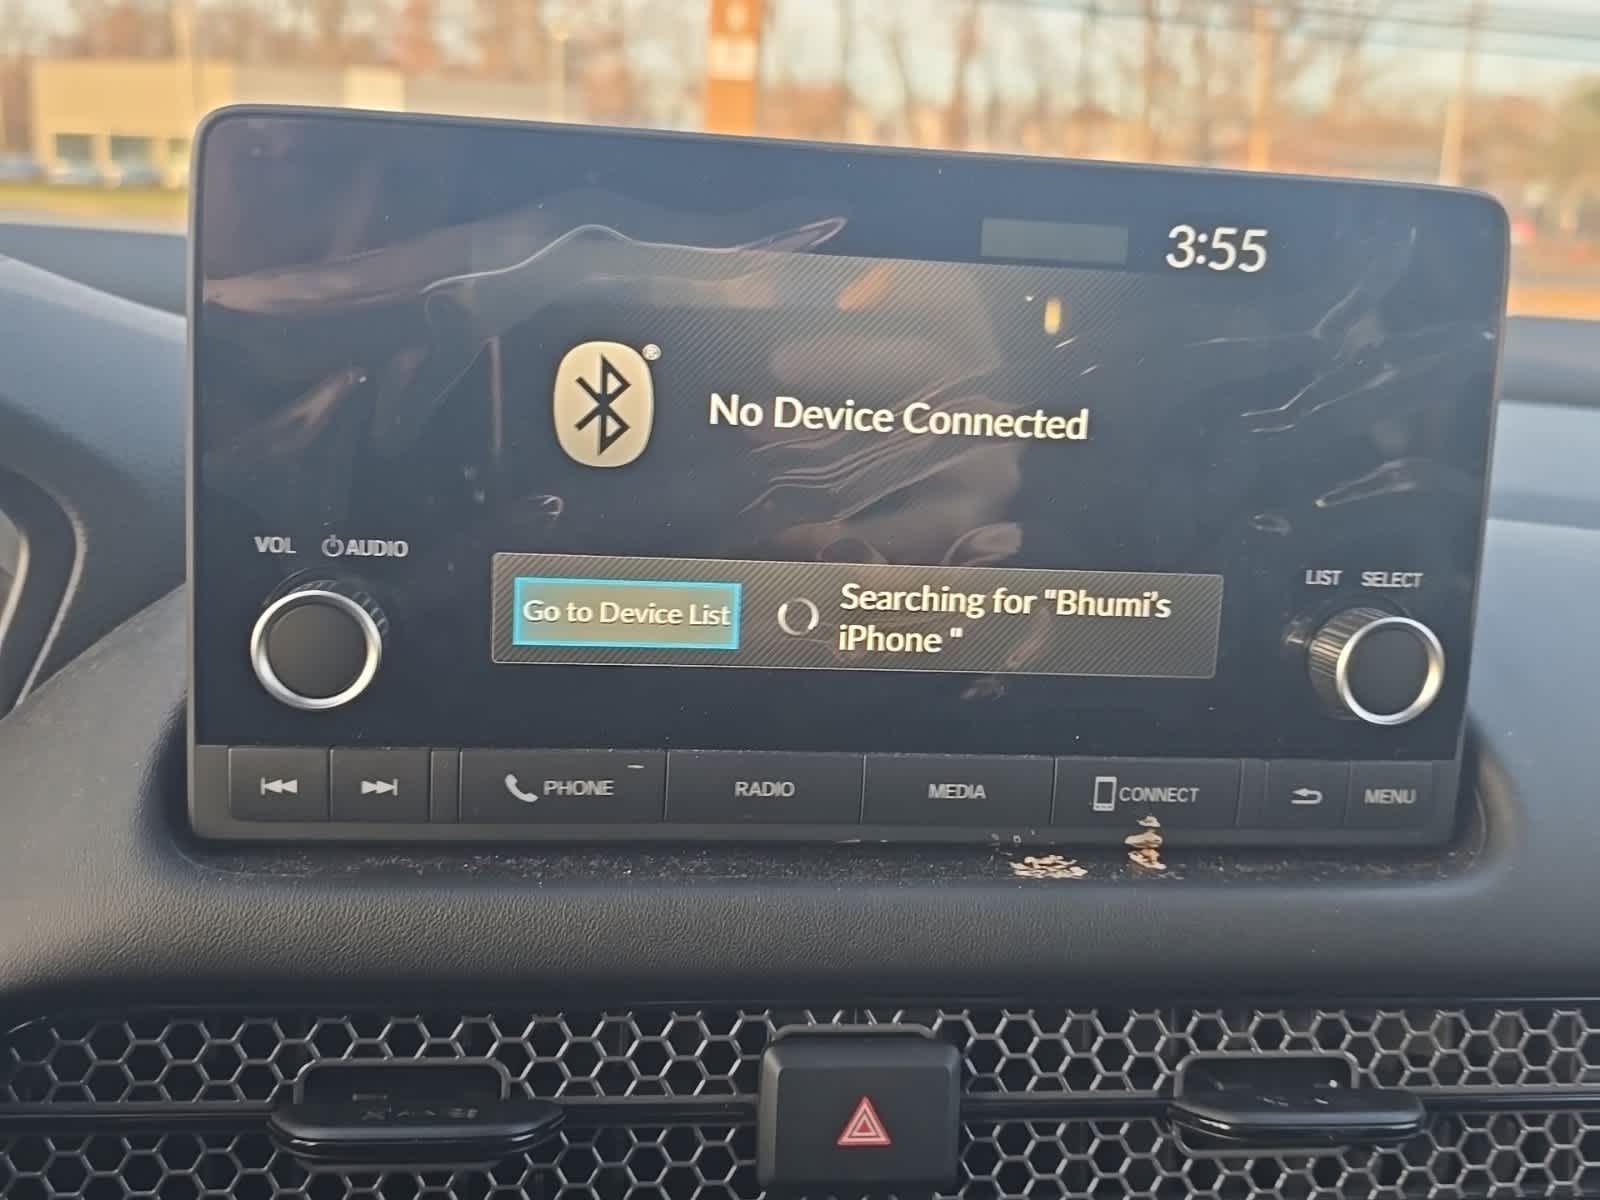 3:55
®
No Device Connected
VOL AUDIO
LIST SELECT
Go to Device List
Searching for "Bhumi's
iPhone "
PHONE
RADIO
MEDIA
CONNECT
MENU